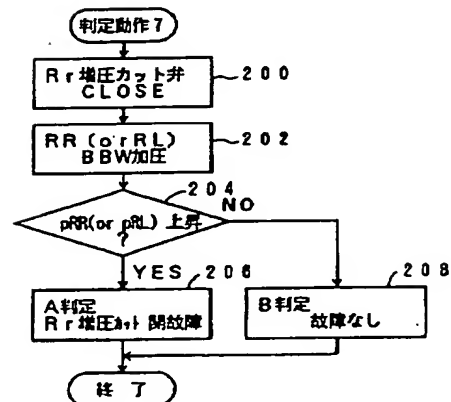 判定動作7
Rr増圧カット弁
CLOSE
200
RR(orRL)
BBW加圧
202
204
pRR(or pRL) 上昇
?
NO
YES
206
A判定
Rr増圧カット 開故障
208
B判定
故障なし
終了